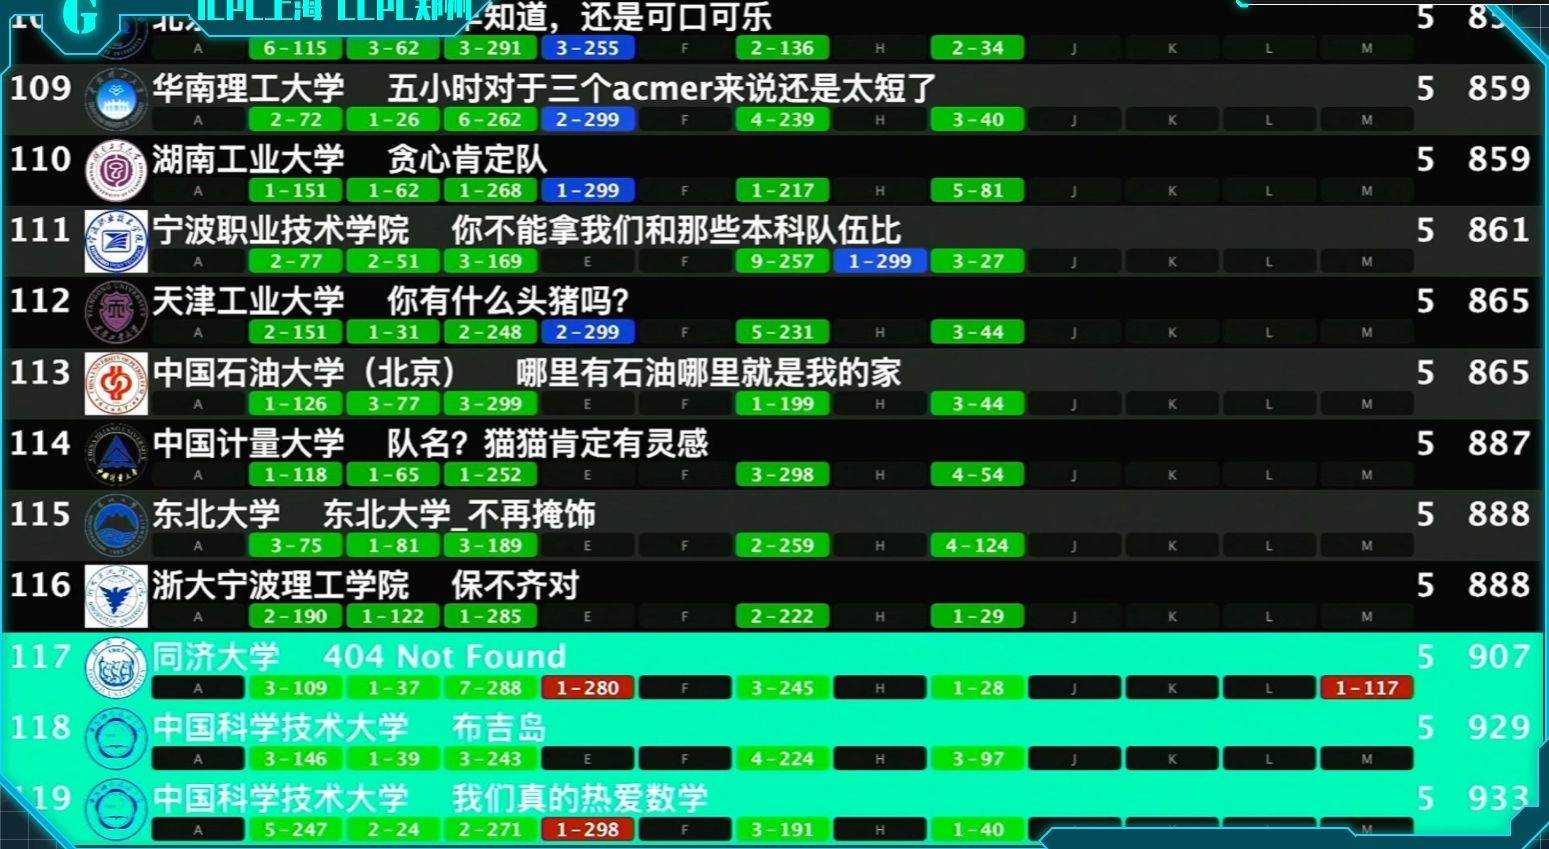 G ICPC上海 CCPC郑州
知道，还是可口可乐 5
A 6-115 3-62 3-291 3-255 F 2-136 H 2-34 J K L M
109 华南理工大学 五小时对于三个acmer来说还是太短了 5 859
A 2-72 1-26 6-262 2-299 F 4-239 H 3-40 J K L M
110 湖南工业大学 贪心肯定队 5 859
A 1-151 1-62 1-268 1-299 F 1-217 H 5-81 J K L M
111 宁波职业技术学院 你不能拿我们和那些本科队伍比 5 861
A 2-77 2-51 3-169 E F 9-257 1-299 3-27 J K L M
112 天津工业大学 你有什么头猪吗？ 5 865
A 2-151 1-31 2-248 2-299 F 5-231 H 3-44 J K L M
113 中国石油大学（北京） 哪里有石油哪里就是我的家 5 865
A 1-126 3-77 3-299 E F 1-199 H 3-44 J K L M
114 中国计量大学 队名？猫猫肯定有灵感 5 887
A 1-118 1-65 1-252 E F 3-298 H 4-54 J K L M
115 东北大学 东北大学_不再掩饰 5 888
A 3-75 1-81 3-189 E F 2-259 H 4-124 J K L M
116 浙大宁波理工学院 保不齐对 5 888
A 2-190 1-122 1-285 E F 2-222 H 1-29 J K L M
117 同济大学 404 Not Found 5 907
A 3-109 1-37 7-288 1-280 F 3-245 H 1-28 J K L 1-117
118 中国科学技术大学 布吉岛 5 929
A 3-146 1-39 3-243 E F 4-224 H 3-97 J K L M
119 中国科学技术大学 我们真的热爱数学 5 933
A 5-247 2-24 2-271 1-298 F 3-191 H 1-40 J K L M